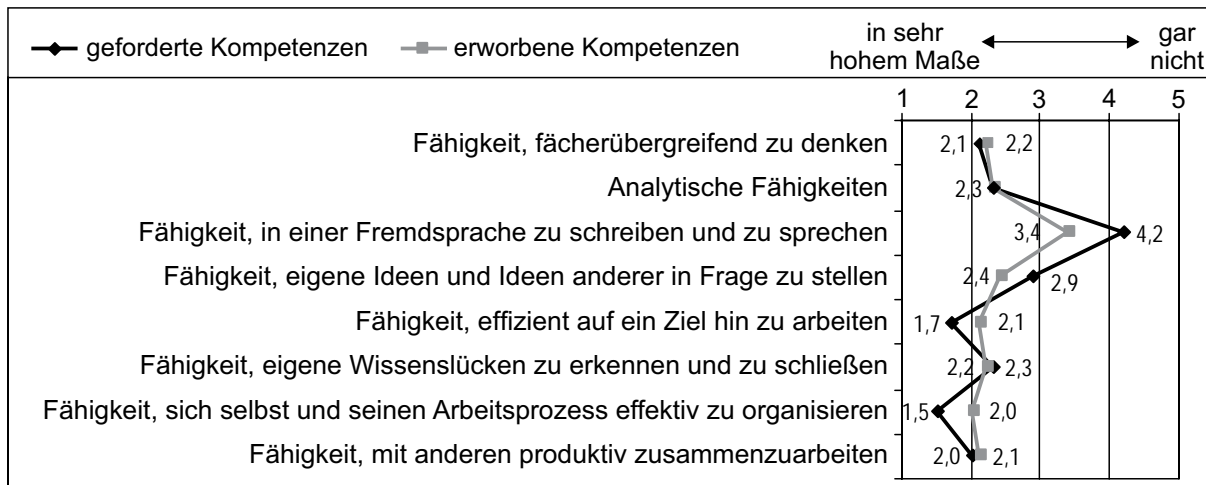 geforderte Kompetenzen erworbene Kompetenzen in sehr hohem Maße gar nicht
1 2 3 4 5
Fähigkeit, fächerübergreifend zu denken 2,1 2,2
Analytische Fähigkeiten 2,3
Fähigkeit, in einer Fremdsprache zu schreiben und zu sprechen 3,4 4,2
Fähigkeit, eigene Ideen und Ideen anderer in Frage zu stellen 2,4 2,9
Fähigkeit, effizient auf ein Ziel hin zu arbeiten 1,7 2,1
Fähigkeit, eigene Wissenslücken zu erkennen und zu schließen 2,2 2,3
Fähigkeit, sich selbst und seinen Arbeitsprozess effektiv zu organisieren 1,5 2,0
Fähigkeit, mit anderen produktiv zusammenzuarbeiten 2,0 2,1